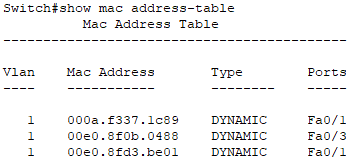 Switch#show mac address-table
Mac Address Table
-------------------------------------------
Vlan Mac Address Type Ports
---- ----------- -------- -----
1 000a.f337.1c89 DYNAMIC Fa0/1
1 00e0.8f0b.0488 DYNAMIC Fa0/3
1 00e0.8fd3.be01 DYNAMIC Fa0/1